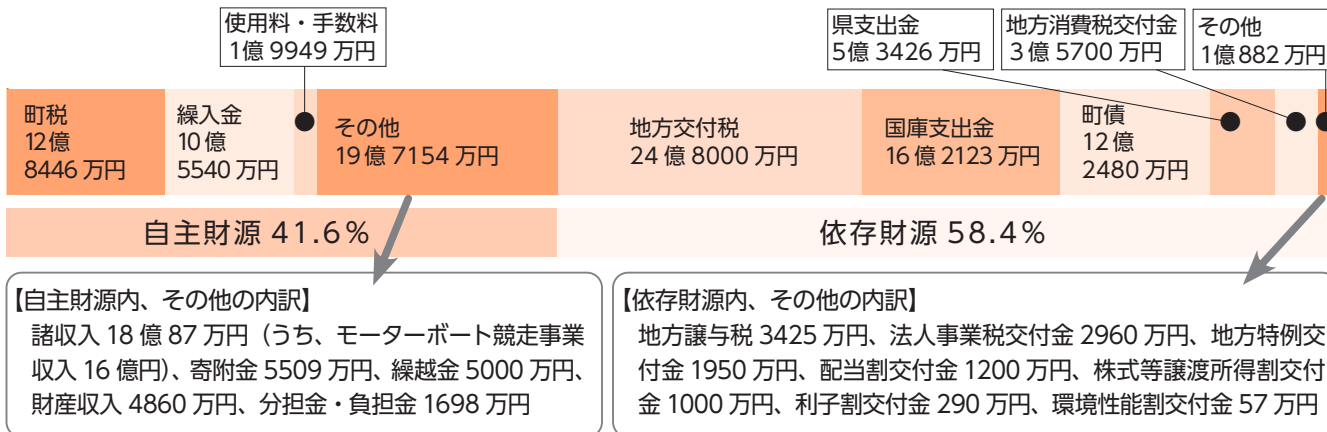 使用料・手数料
1億 9949 万円
県支出金
5億 3426 万円
地方消費税交付金
3 億 5700 万円
その他
1億 882 万円
町税
12億
8446 万円
繰入金
10億
5540 万円
その他
19 億 7154 万円
地方交付税
24 億 8000 万円
国庫支出金
16 億 2123 万円
町債
12億
2480 万円
自主財源 41.6%
依存財源 58.4%
【自主財源内、その他の内訳】
諸収入 18 億 87 万円（うち、モーターボート競走事業
収入 16 億円）、寄附金 5509 万円、繰越金 5000 万円、
財産収入 4860 万円、分担金・負担金 1698 万円
【依存財源内、その他の内訳】
地方譲与税 3425 万円、法人事業税交付金 2960 万円、地方特例交
付金 1950 万円、配当割交付金 1200 万円、株式等譲渡所得割交付
金 1000 万円、利子割交付金 290 万円、環境性能割交付金 57 万円